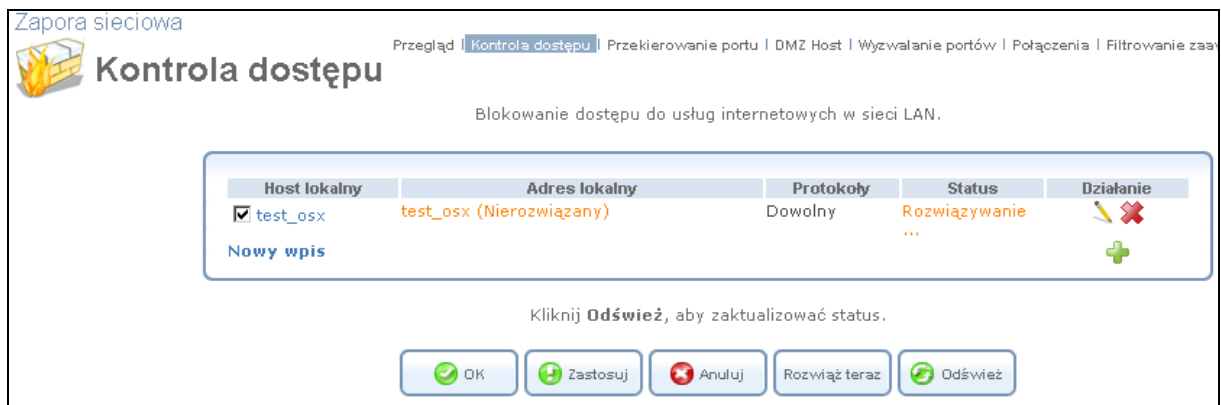 Zapora sieciowa
Przegląd | Kontrola dostępu | Przekierowanie portu | DMZ Host | Wyzwalanie portów | Połączenia | Filtrowanie
Kontrola dostępu
Blokowanie dostępu do usług internetowych w sieci LAN.
Host lokalny Adres lokalny Protokoły Status Działanie
test_osx test_osx (Nierozwiązany) Dowolny Rozwiązywanie
...
Nowy wpis
Kliknij Odśwież, aby zaktualizować status.
OK Zastosuj Anuluj Rozwiąż teraz Odśwież